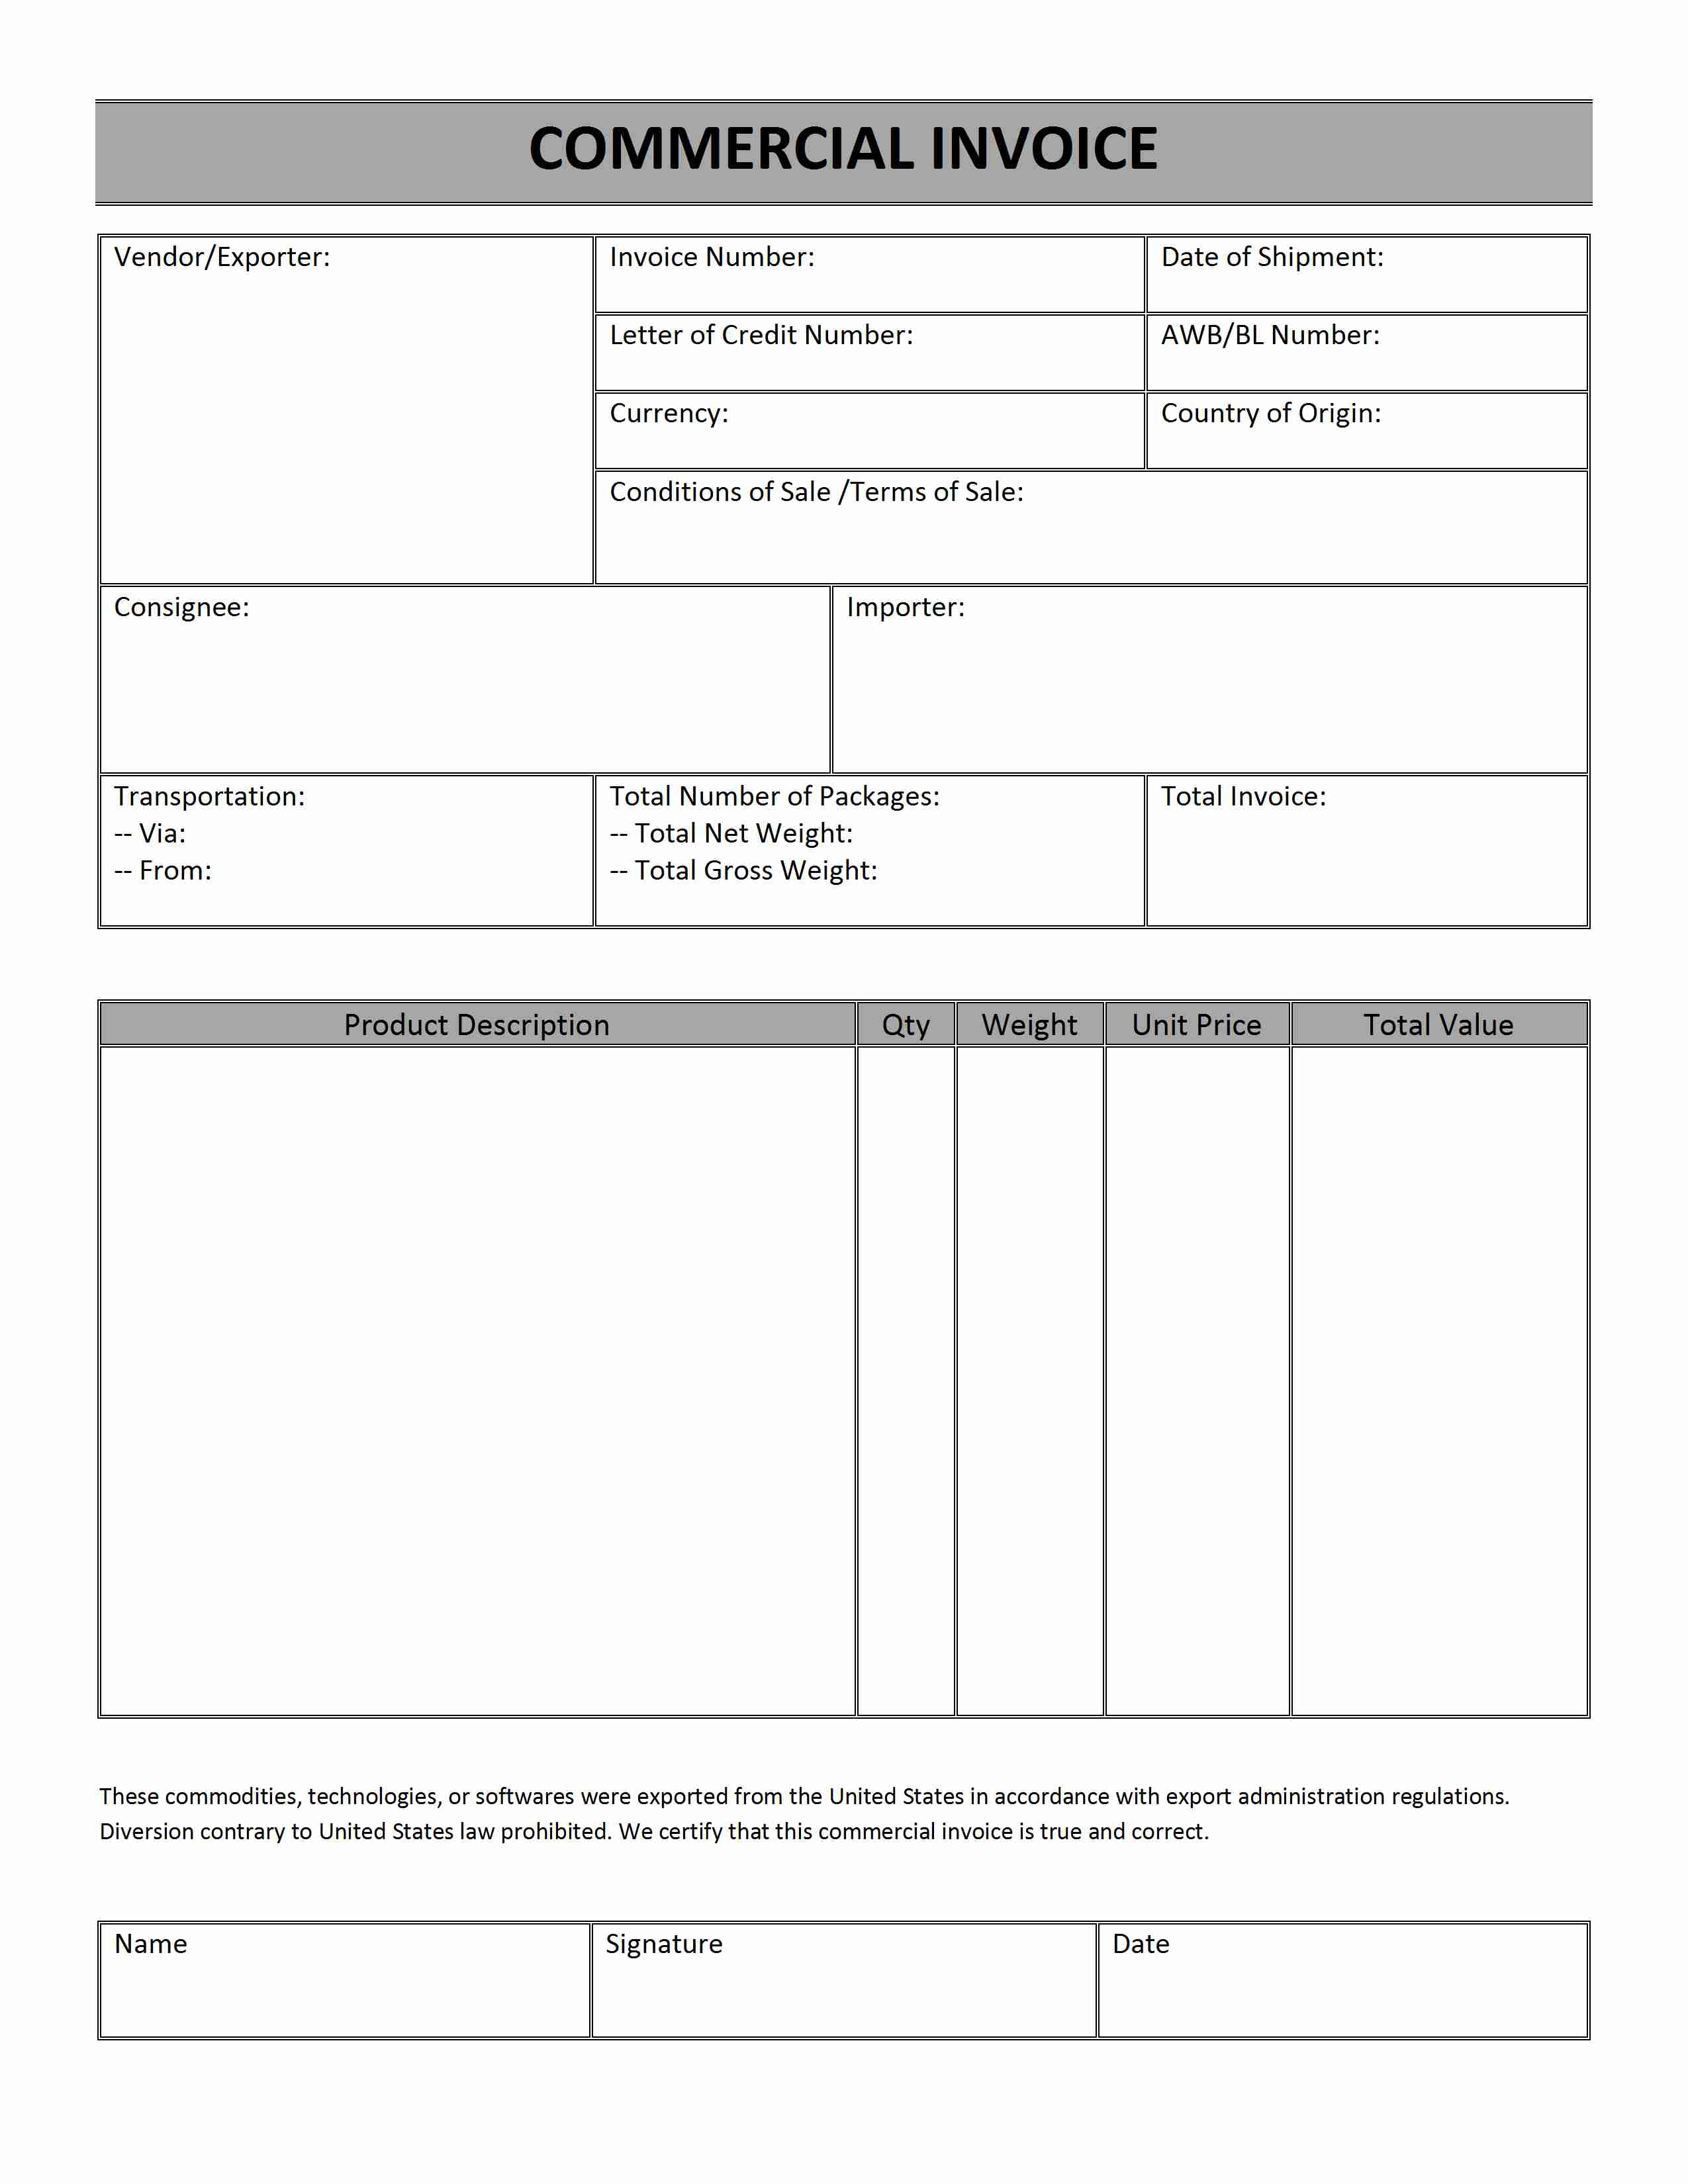 COMMERCIAL INVOICE
Vendor/Exporter:
Invoice Number:
Date of Shipment:
Letter of Credit Number:
AWB/BL Number:
Currency:
Country of Origin:
Conditions of Sale /Terms of Sale:
Consignee:
Importer:
Transportation:
-- Via:
-- From:
Total Number of Packages:
-- Total Net Weight:
-- Total Gross Weight:
Total Invoice:
Product Description
Qty
Weight
Unit Price
Total Value
These commodities, technologies, or softwares were exported from the United States in accordance with export administration regulations.
Diversion contrary to United States law prohibited. We certify that this commercial invoice is true and correct.
Name
Signature
Date